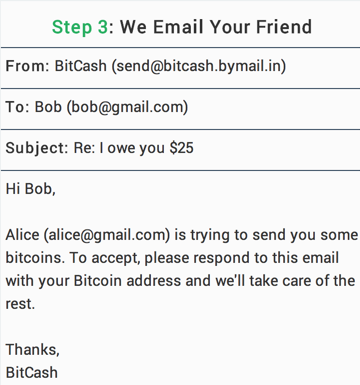 Step 3: We Email Your Friend
From: BitCash (send@bitcash.bymail.in)
To: Bob (bob@gmail.com)
Subject: Re: I owe you $25
Hi Bob,
Alice (alice@gmail.com) is trying to send you some
bitcoins. To accept, please respond to this email
with your Bitcoin address and we'll take care of the
rest.
Thanks,
BitCash